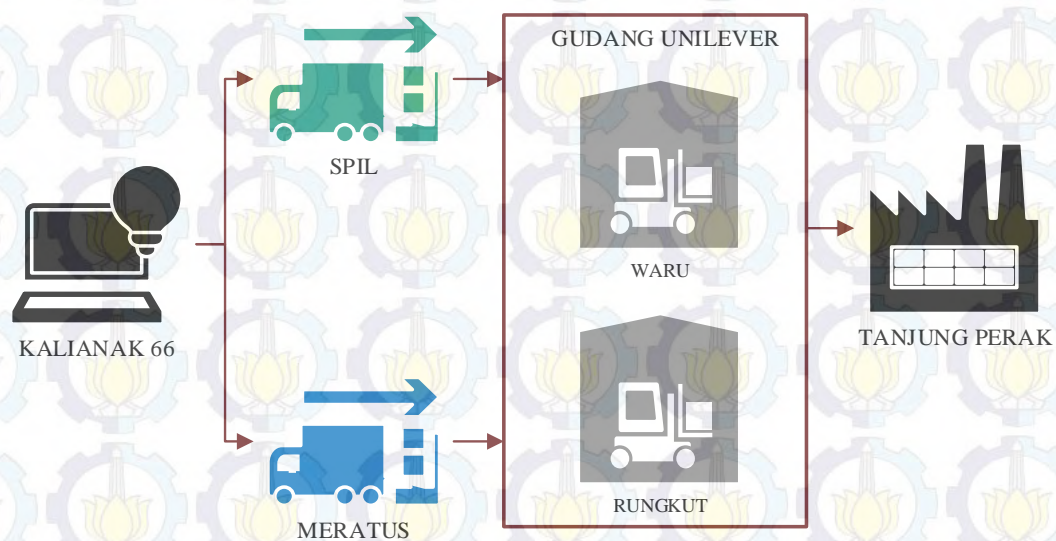 GUDANG UNILEVER
SPIL
WARU
KALIANAK 66
TANJUNG PERAK
RUNGKUT
MERATUS